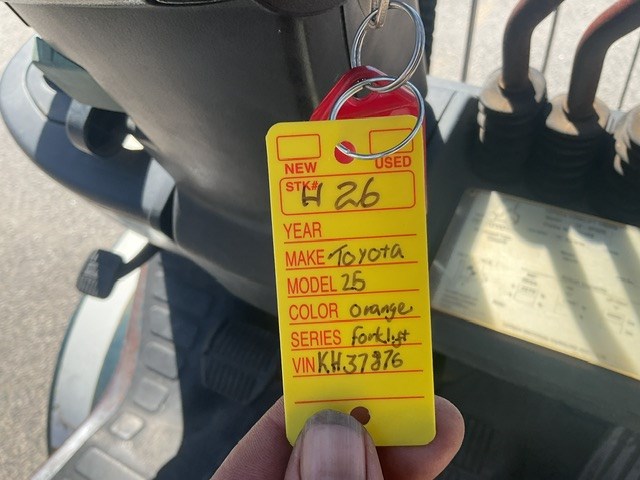 NEW USED
STK# H 26
YEAR
MAKE Toyota
MODEL 25
COLOR orange
SERIES forklift
VIN KH37876